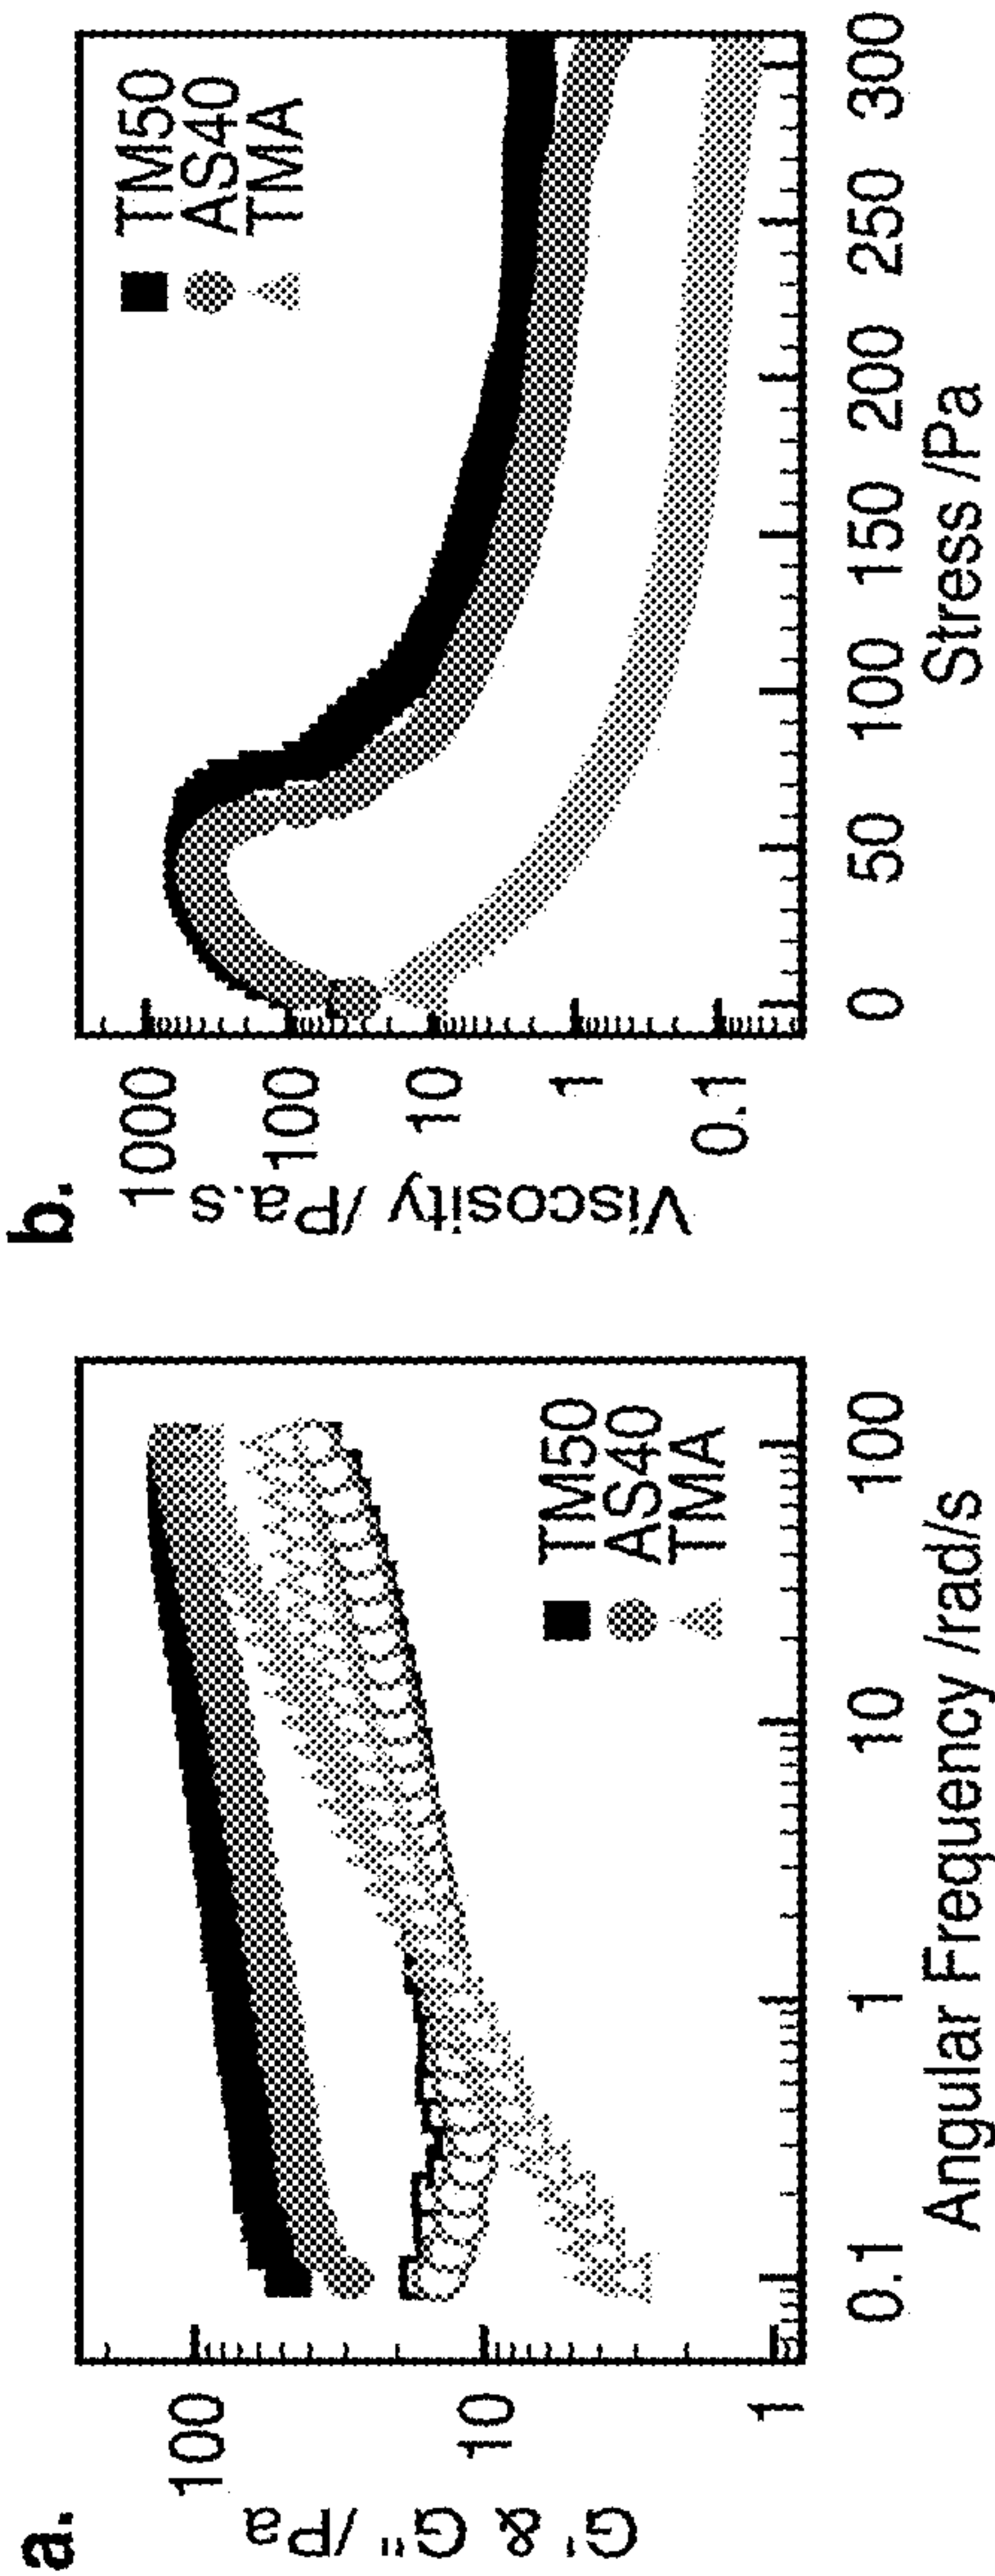 a.
G' & G" /Pa
100
10
1
0.1 1 10 100
Angular Frequency /rad/s
TM50
AS40
TMA
b.
Viscosity /Pa.s
1000
100
10
1
0.1
0 50 100 150 200 250 300
Stress /Pa
TM50
AS40
TMA